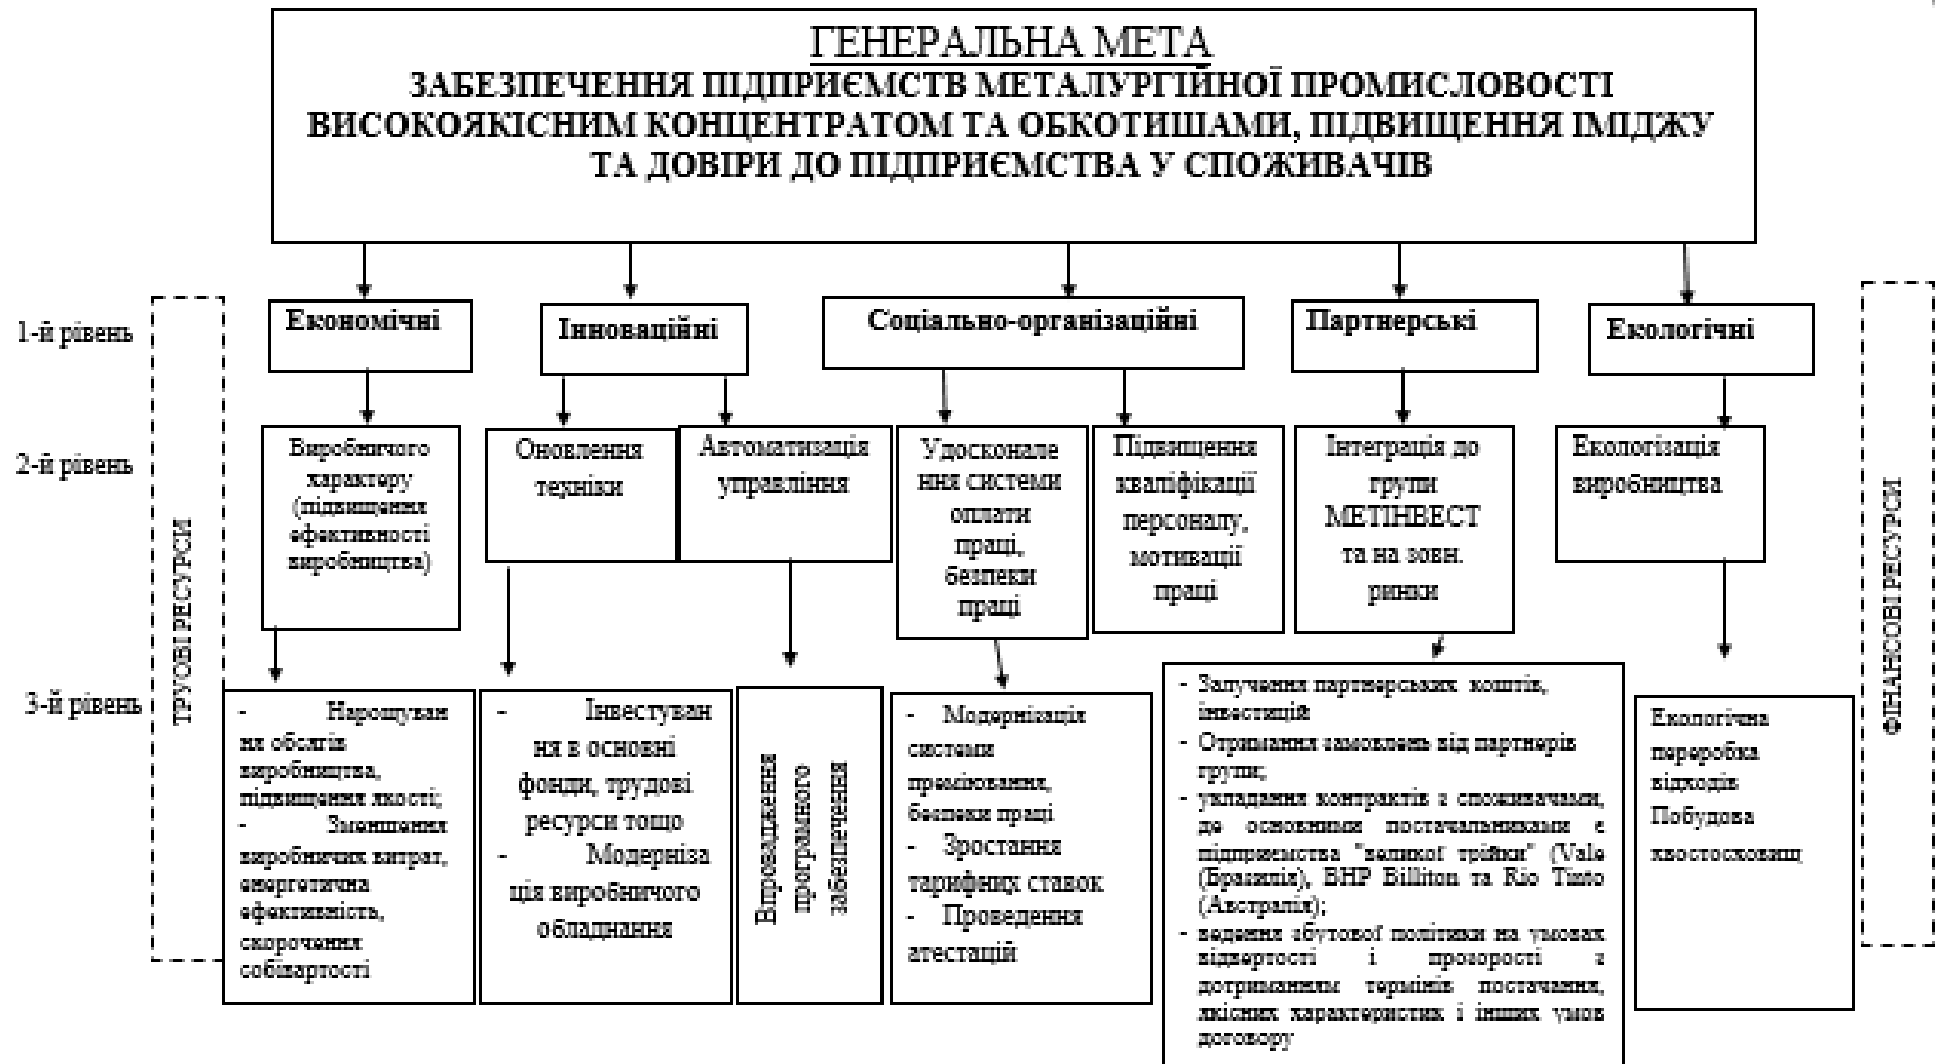 ГЕНЕРАЛЬНА МЕТА
ЗАБЕЗПЕЧЕННЯ ПІДПРИЄМСТВ МЕТАЛУРГІЙНОЇ ПРОМИСЛОВОСТІ
ВИСОКОЯКІСНИМ КОНЦЕНТРАТОМ ТА ОБКОТИШАМИ, ПІДВИЩЕННЯ ІМІДЖУ
ТА ДОВІРИ ДО ПІДПРИЄМСТВА У СПОЖИВАЧІВ
1-й рівень
Економічні
Інноваційні
Соціально-організаційні
Партнерські
Екологічні
2-й рівень
Виробничого
характеру
(підвищення
ефективності
виробництва)
Оновлення
техніки
Автоматизація
управління
Удосконале
ння системи
оплати
праці,
безпеки
праці
Підвищення
кваліфікації
персоналу,
мотивації
праці
Інтеграція до
групи
МЕТІНВЕСТ
та на зовн.
ринки
Екологізація
виробництва
ТРУОВІ РЕСУРСИ
ФІНАНСОВІ РЕСУРСИ
3-й рівень
- Нарощуван
ня обсягів
виробництва,
підвищення якості;
- Зменшення
виробничих витрат,
енергетична
ефективність,
скорочення
собівартості
- Інвестуван
ня в основні
фонди, трудові
ресурси тощо
- Модерніза
ція виробничого
обладнання
Впровадження
програмного
забезпечення
- Модернізація
системи
преміювання,
безпеки праці
- Зростання
тарифних ставок
- Проведення
атестацій
- Залучення партнерських коштів,
інвестицій
- Отримання замовлень від партнерів
групи;
- укладання контрактів з споживачами,
де основними постачальниками є
підприємства "великої трійки" (Vale
(Бразилія), BHP Billiton та Rio Tinto
(Австралія);
- ведення збутової політики на умовах
відвертості і прозорості з
дотриманням термінів постачання,
якісних характеристик і інших умов
договору
Екологічна
переробка
відходів
Побудова
хвостосховищ